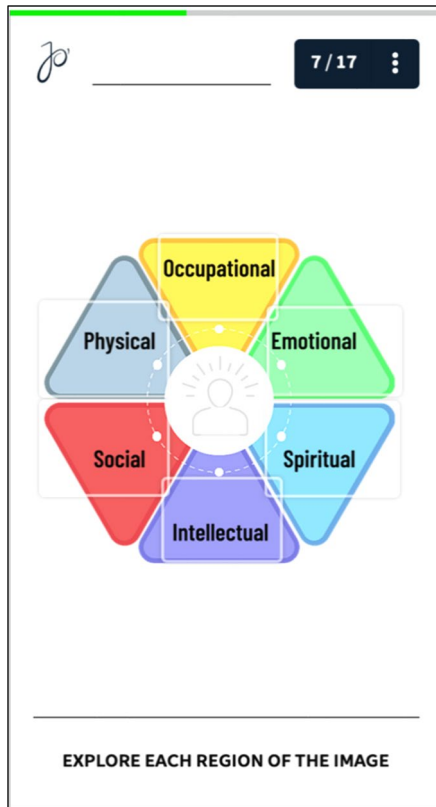 7 / 17
Occupational
Physical
Emotional
Social
Spiritual
Intellectual
EXPLORE EACH REGION OF THE IMAGE